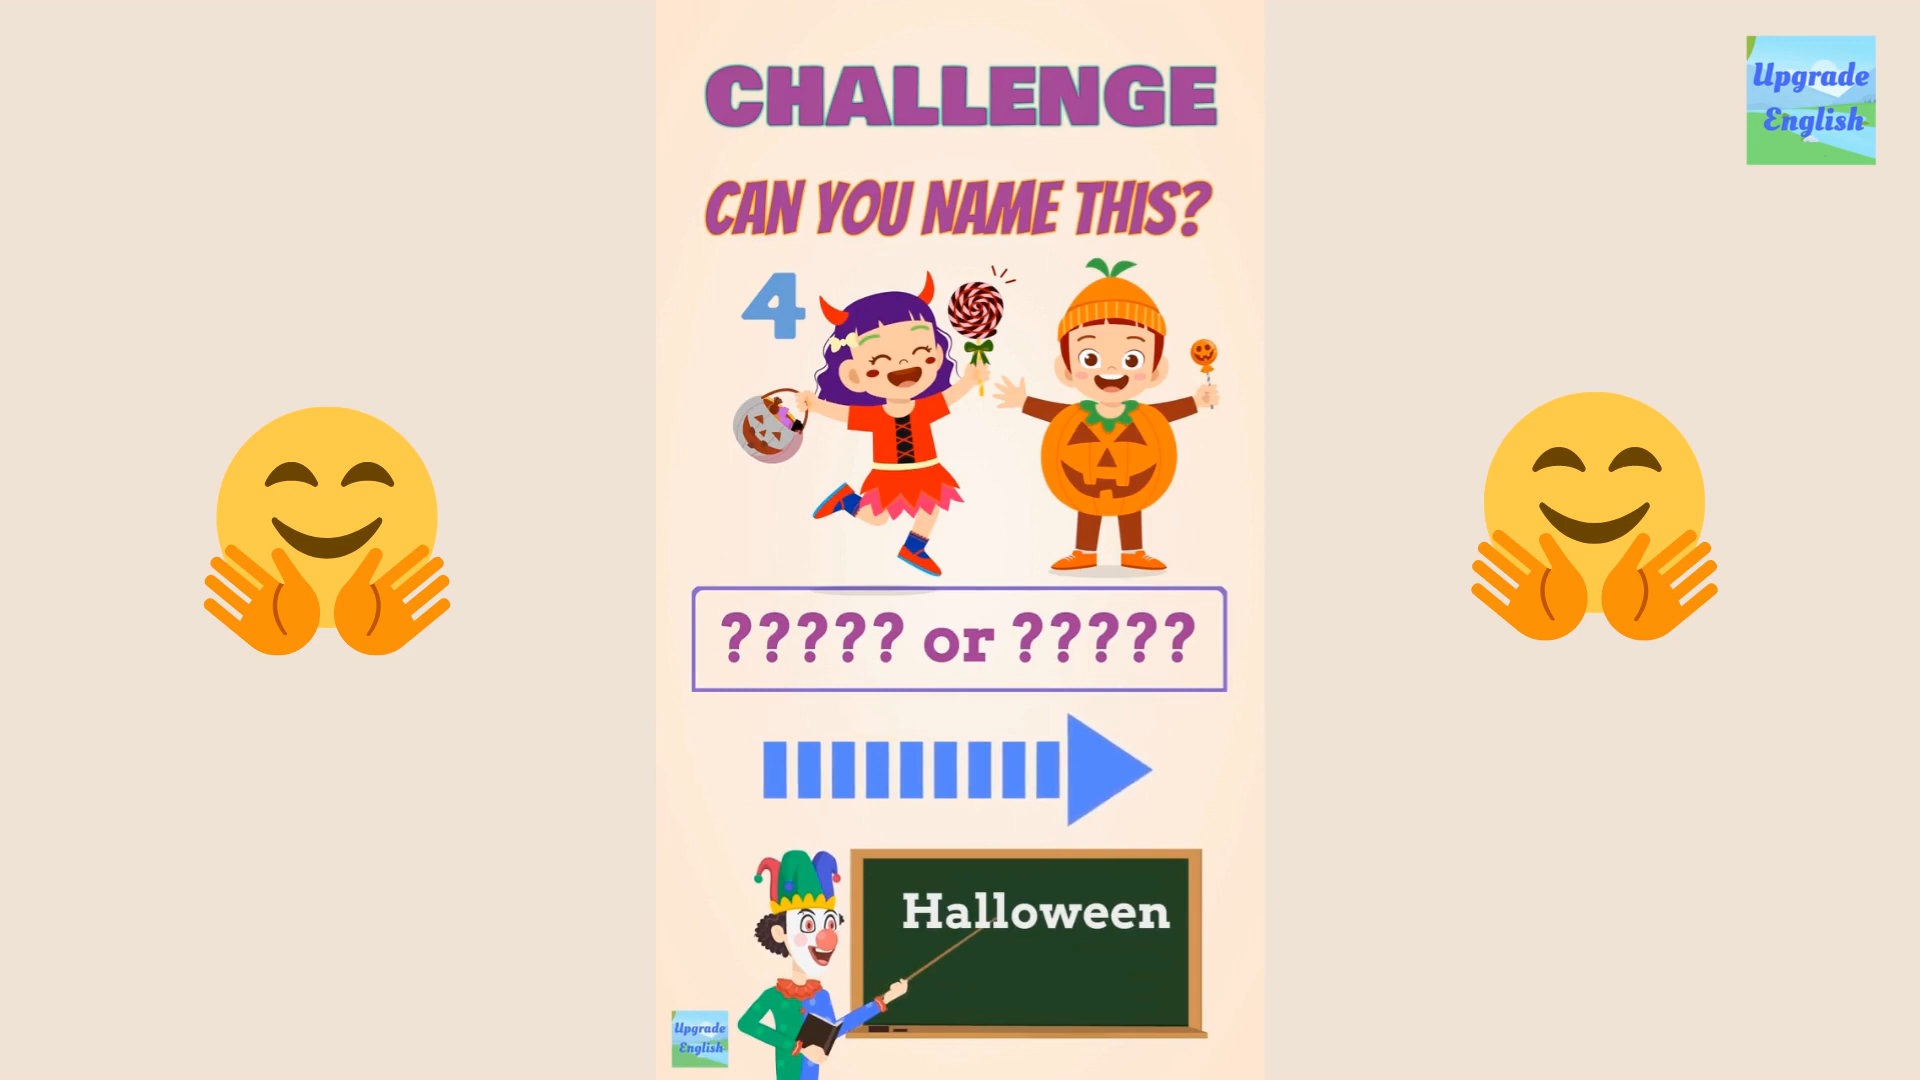 CHALLENGE
CAN YOU NAME THIS?
4
????? or ?????
Halloween
Upgrade
English
Upgrade
English